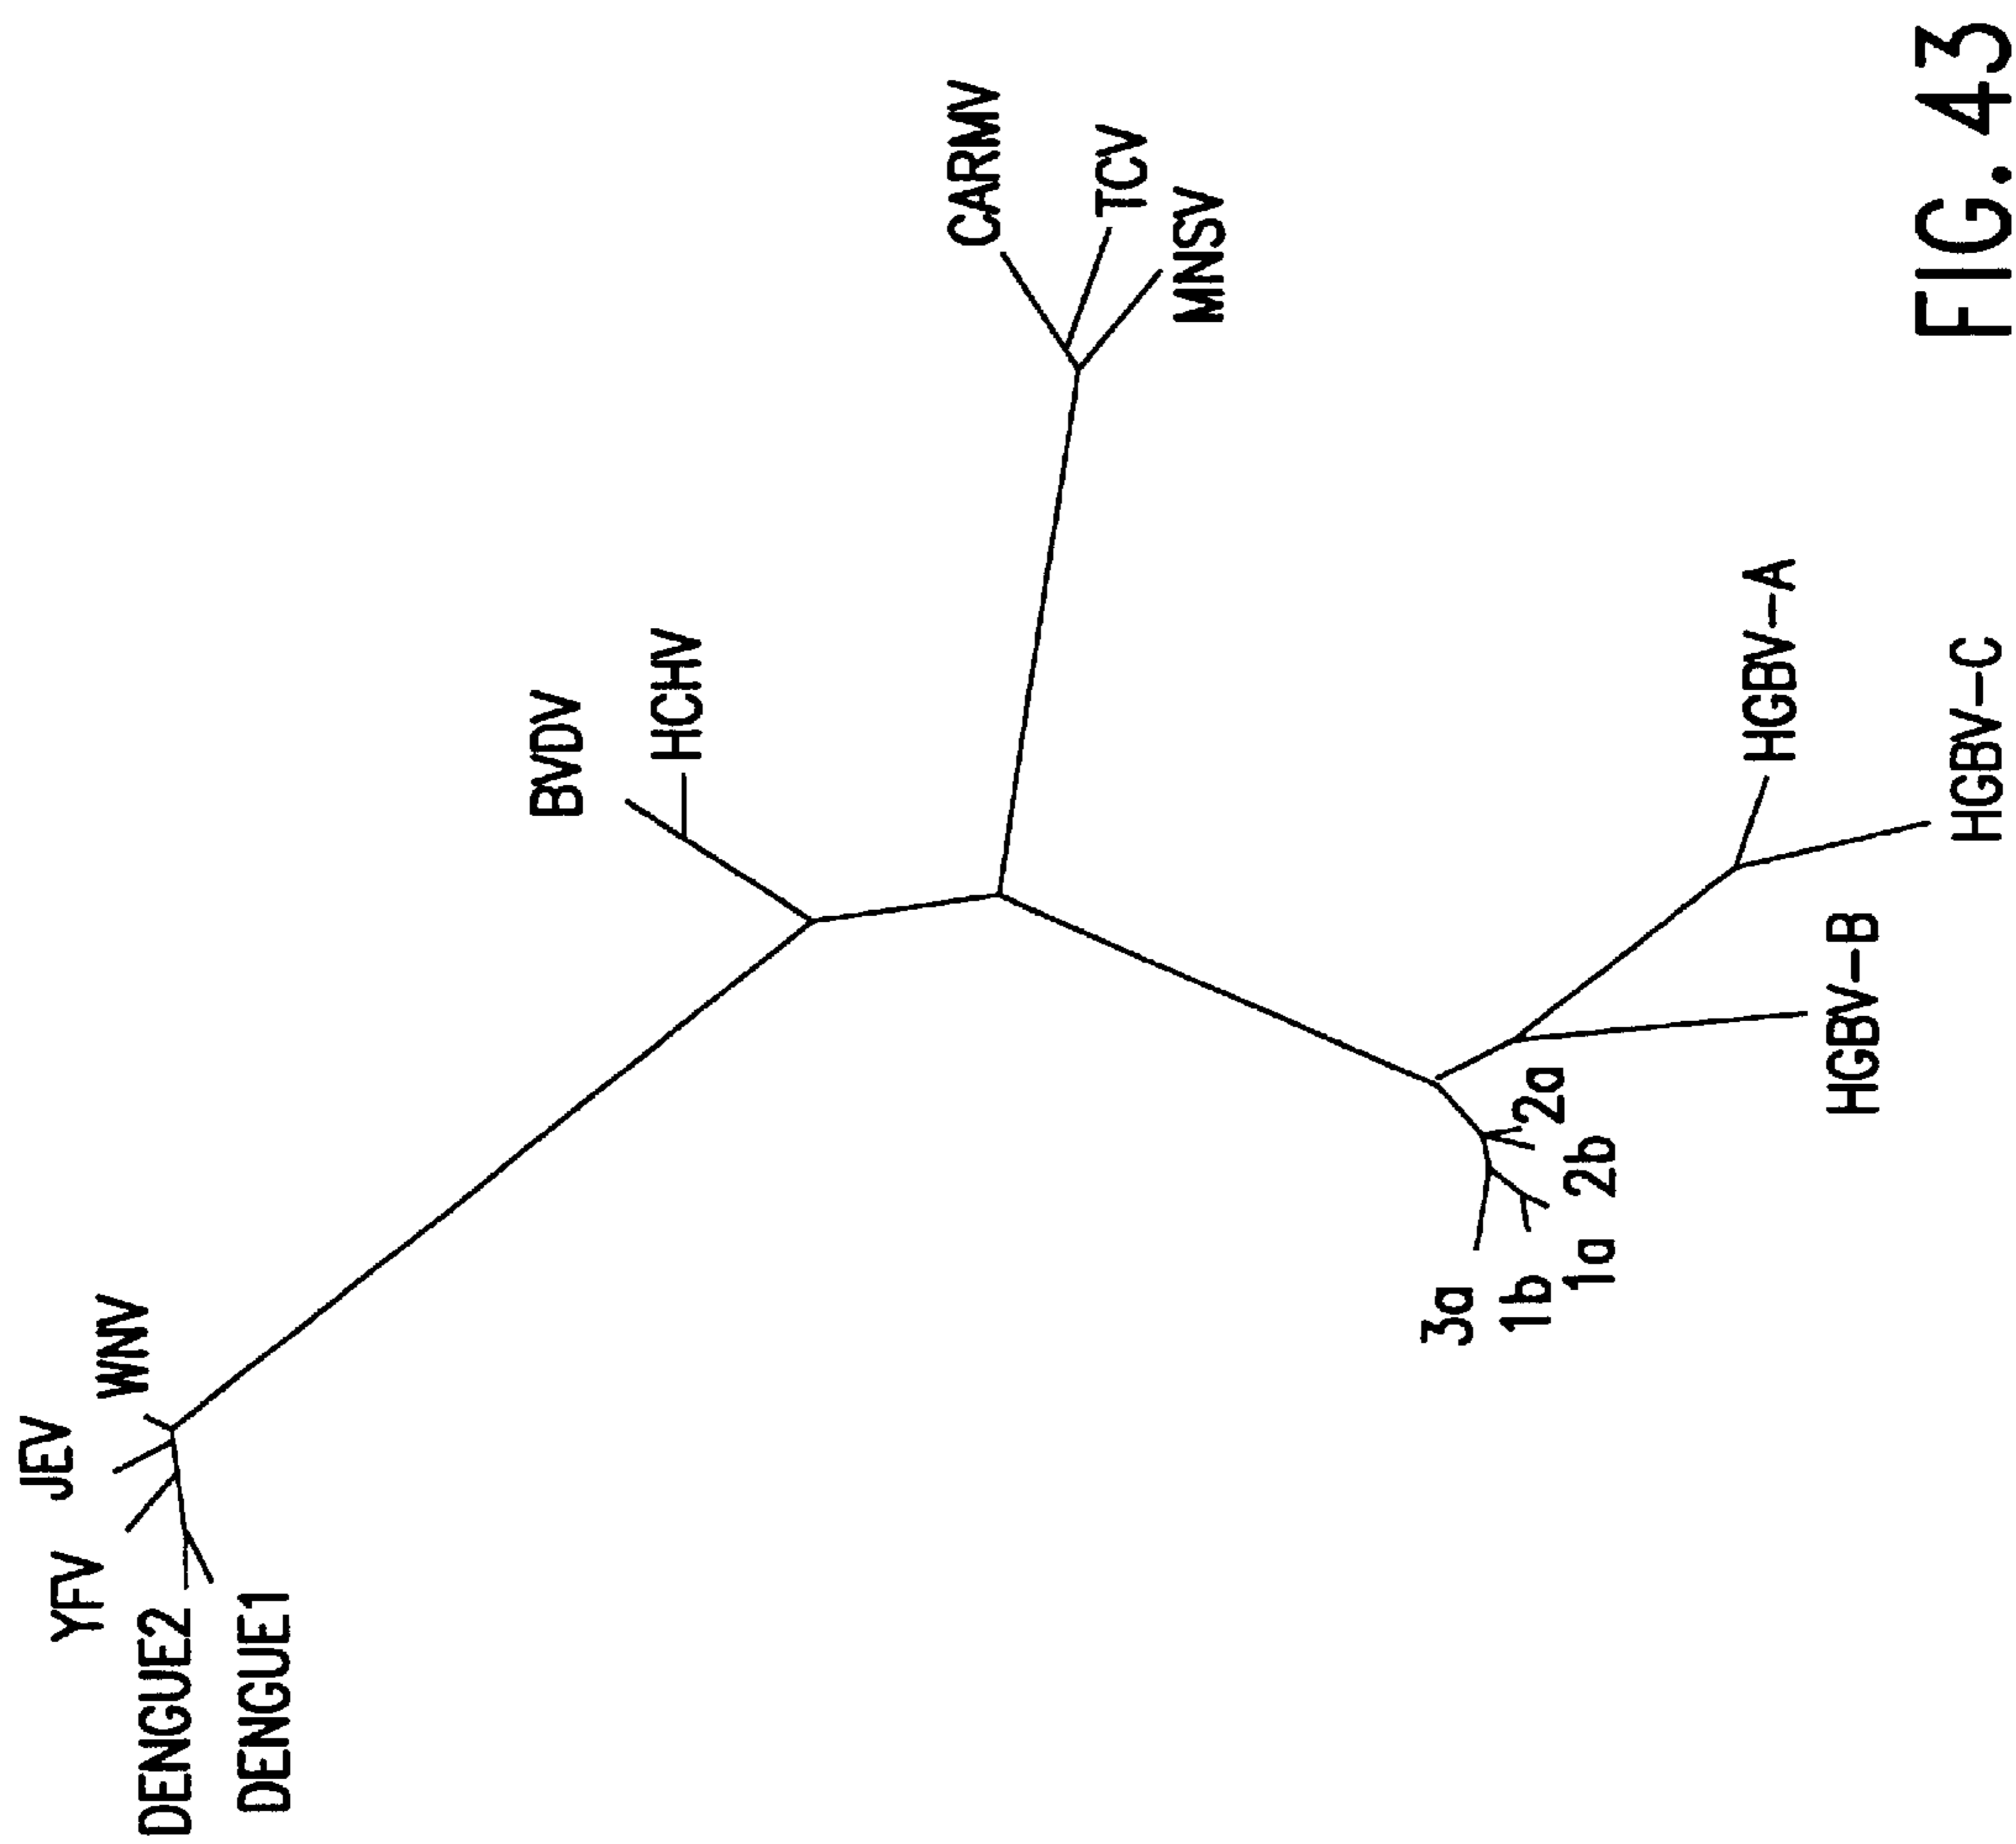 YFV
JEV
WNV
DENGUE2
DENGUE1
BVDV
HCHV
CARMV
TCV
MNSV
3a
1b
1a
2b
2a
HGBV-B
HGBV-A
HGBV-C
FIG. 43